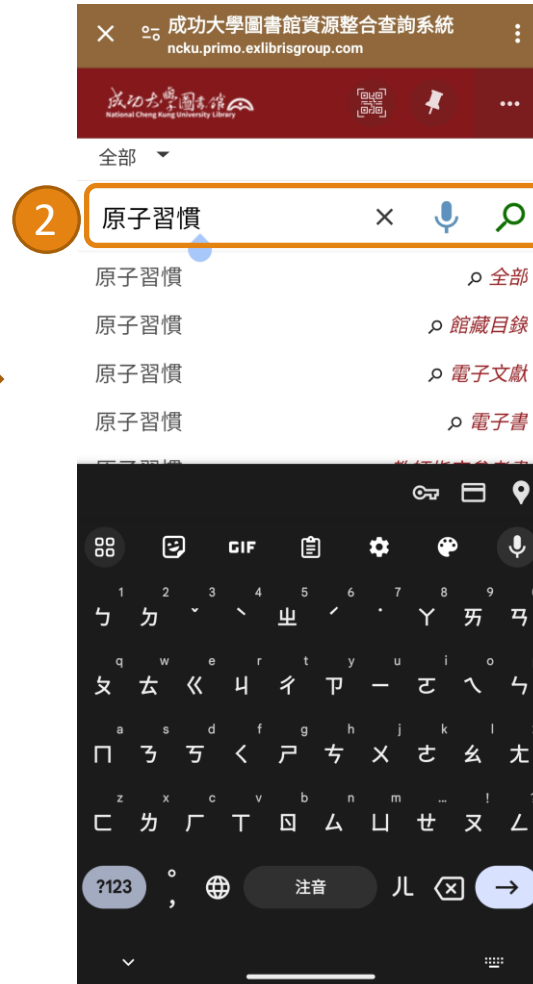 成功大學圖書館資源整合查詢系統
ncku.primo.exlibrisgroup.com
成功大學圖書館
National Cheng Kung University Library
全部
2
原子習慣
原子習慣 全部
原子習慣 館藏目錄
原子習慣 電子文獻
原子習慣 電子書
GIF
1 2 3 4 5 6 7 8 9
ㄅ ㄉ ˇ ˋ ㄓ ˊ ˙ ㄚ ㄞ ㄢ
q w e r t y u i o
ㄆ ㄊ ㄍ ㄐ ㄔ ㄗ ㄧ ㄛ ㄟ ㄣ
a s d f g h j k l
ㄇ ㄋ ㄎ ㄑ ㄕ ㄘ ㄨ ㄜ ㄠ ㄤ
z x c v b n m … !
ㄈ ㄌ ㄏ ㄒ ㄖ ㄙ ㄩ ㄝ ㄡ ㄥ
?123 ° , 注音 ㄦ